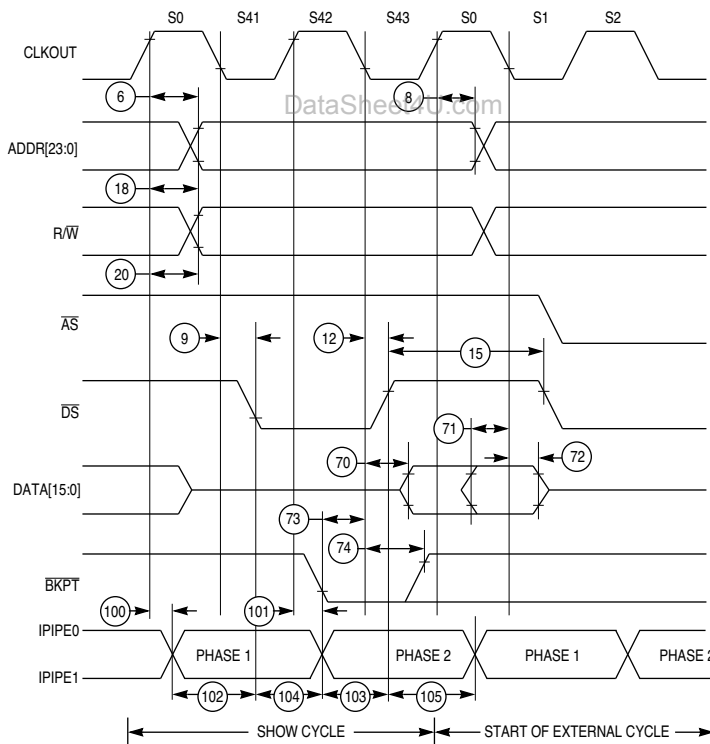 S0 S41 S42 S43 S0 S1 S2
CLKOUT
6 8
DataSheet4U.com
ADDR[23:0]
18
R/W
20
AS
9 12 15
DS
71
70 72
DATA[15:0]
73
74
BKPT
100 101
IPIPE0
PHASE 1 PHASE 2 PHASE 1 PHASE 2
IPIPE1
102 104 103 105
SHOW CYCLE START OF EXTERNAL CYCLE